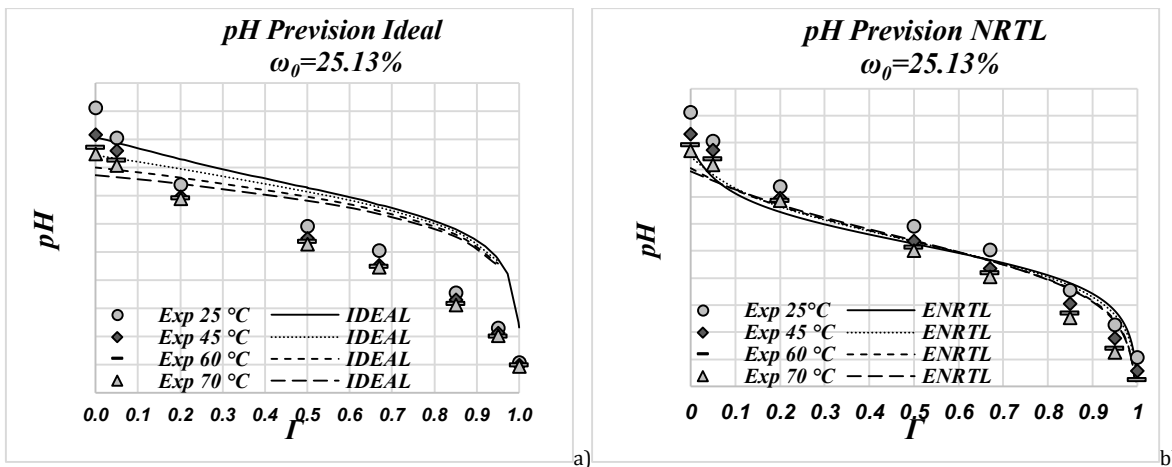 pH Prevision Ideal
ω0=25.13%
pH
Exp 25 °C IDEAL
Exp 45 °C IDEAL
Exp 60 °C IDEAL
Exp 70 °C IDEAL
0.0 0.1 0.2 0.3 0.4 0.5 0.6 0.7 0.8 0.9 1.0
Γ
a)
pH Prevision NRTL
ω0=25.13%
pH
Exp 25°C ENRTL
Exp 45 °C ENRTL
Exp 60 °C ENRTL
Exp 70 °C ENRTL
0 0.1 0.2 0.3 0.4 0.5 0.6 0.7 0.8 0.9 1
Γ
b